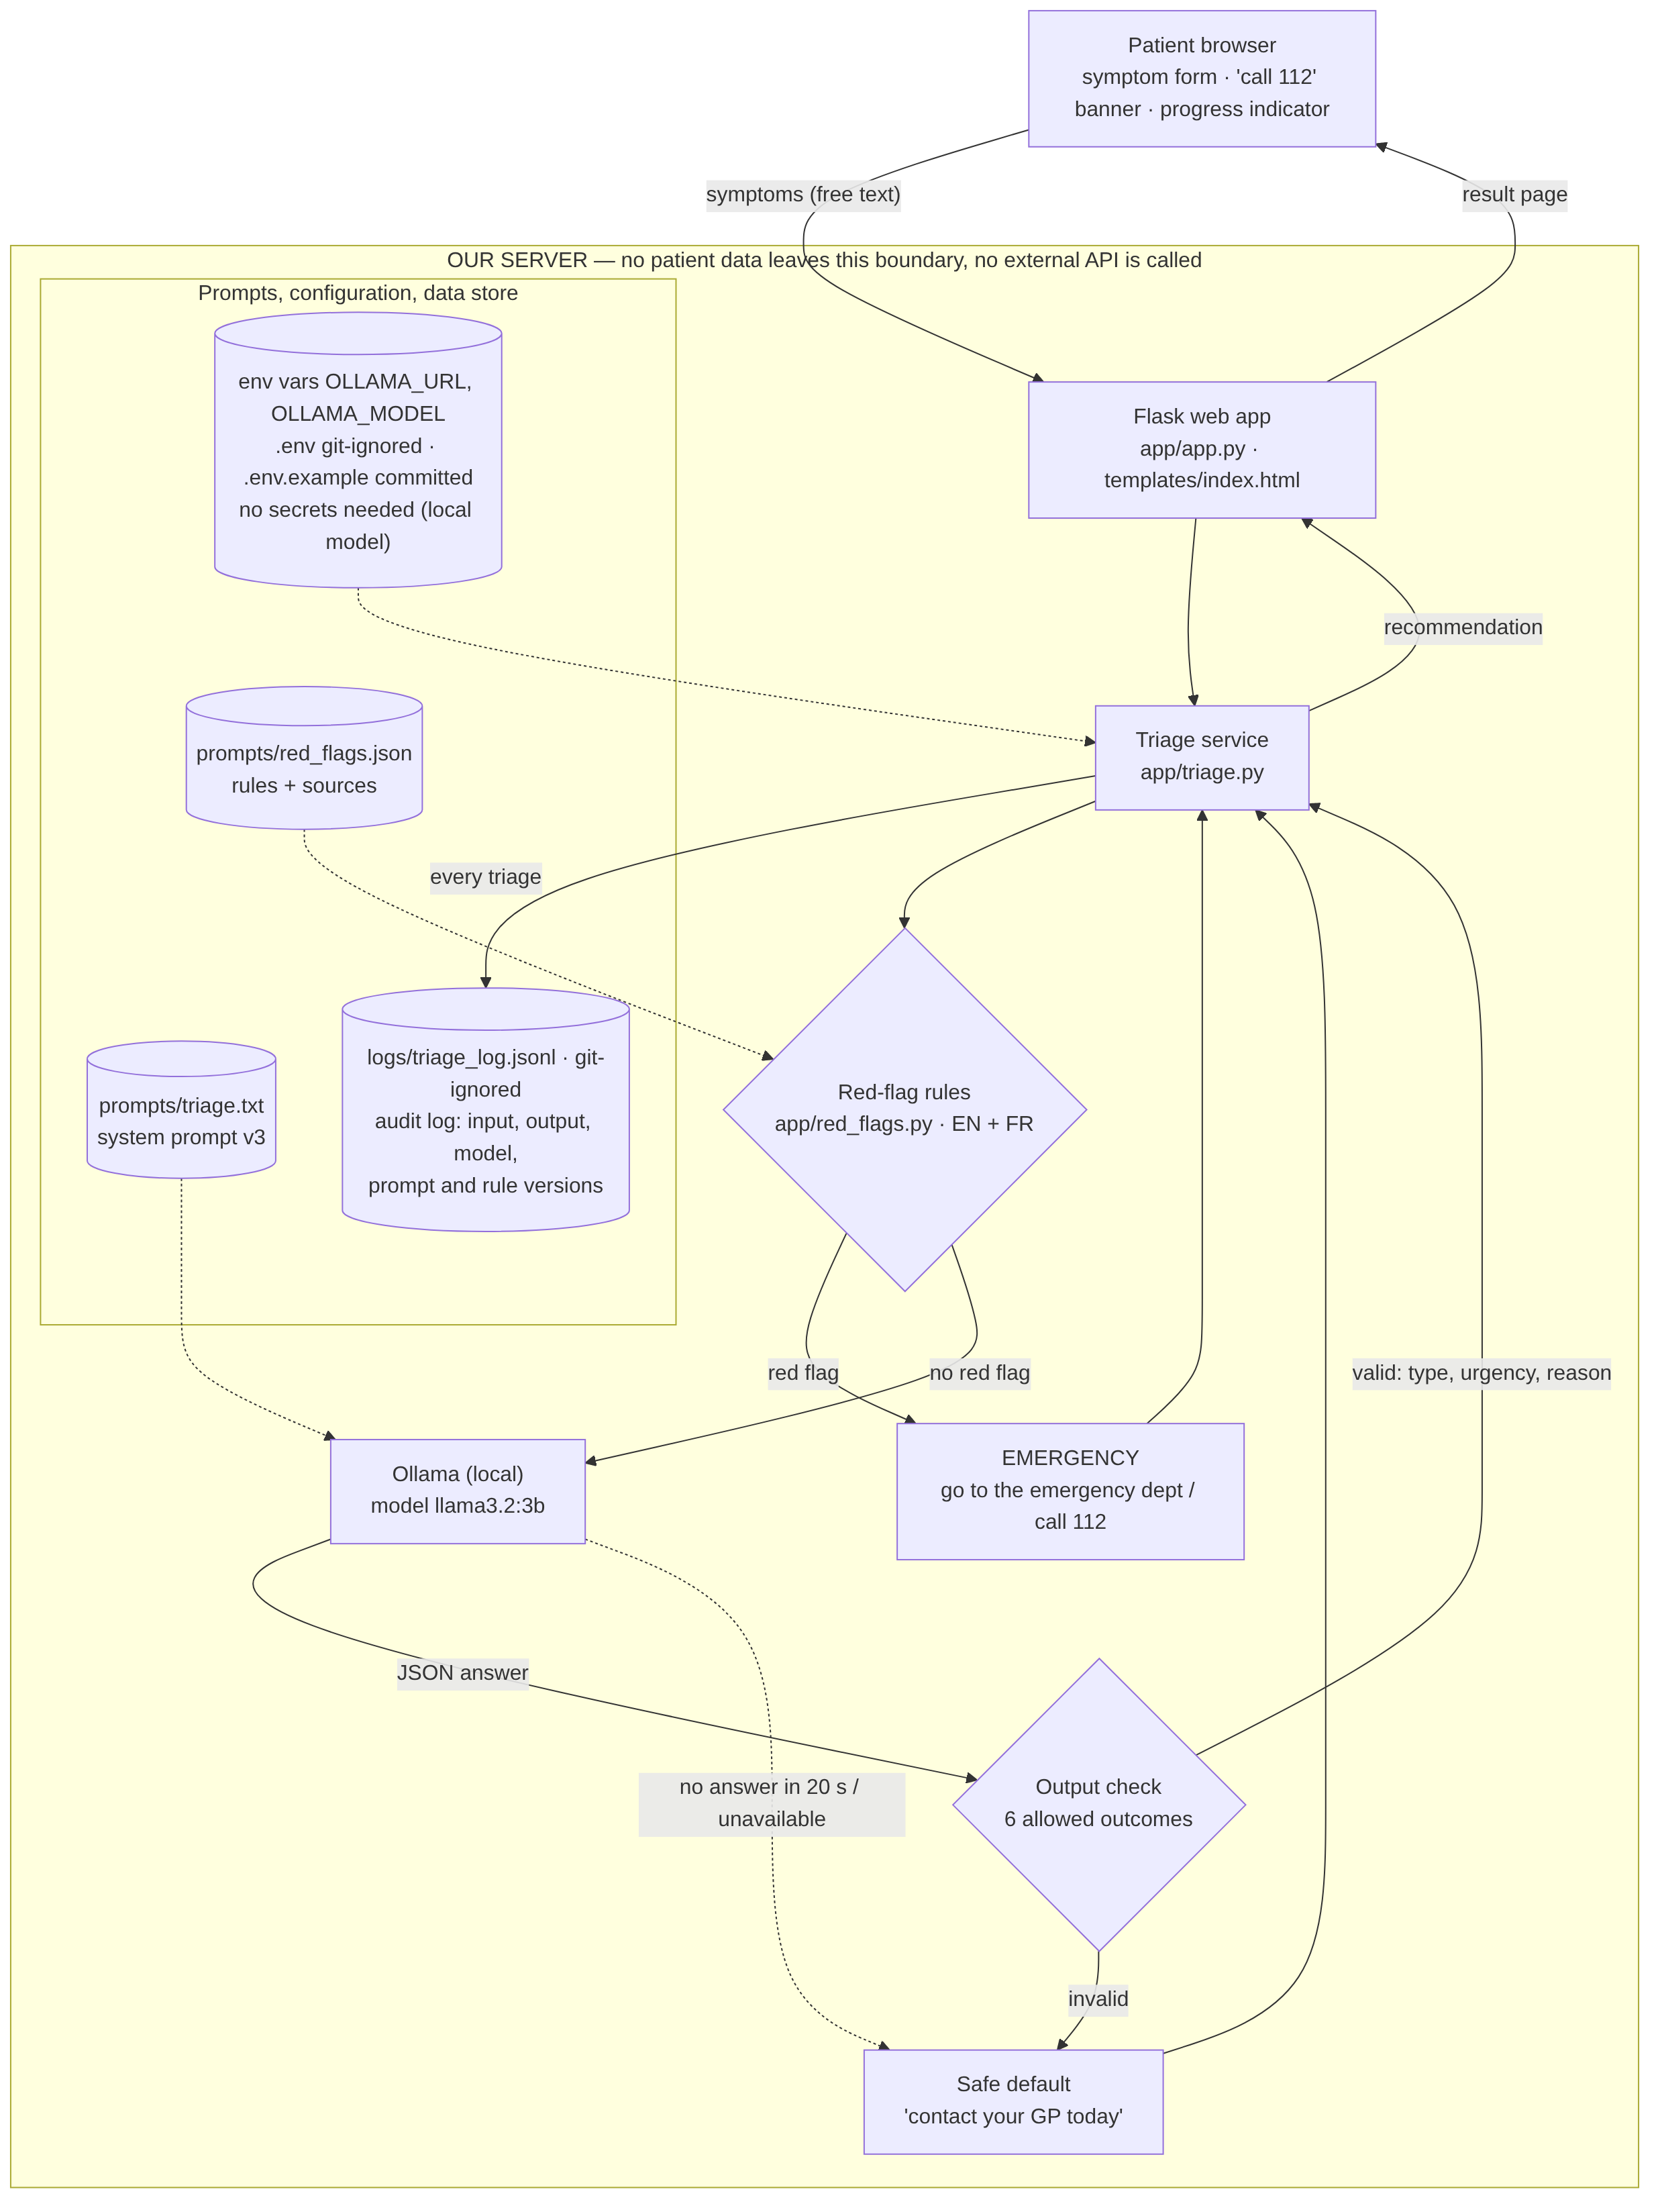 Patient browser
symptom form · 'call 112'
banner · progress indicator
symptoms (free text)
result page
OUR SERVER — no patient data leaves this boundary, no external API is called
Prompts, configuration, data store
env vars OLLAMA_URL,
OLLAMA_MODEL
.env git-ignored ·
.env.example committed
no secrets needed (local
model)
Flask web app
app/app.py ·
templates/index.html
recommendation
prompts/red_flags.json
rules + sources
Triage service
app/triage.py
every triage
logs/triage_log.jsonl · git-
ignored
audit log: input, output,
model,
prompt and rule versions
prompts/triage.txt
system prompt v3
Red-flag rules
app/red_flags.py · EN + FR
red flag
no red flag
valid: type, urgency, reason
Ollama (local)
model llama3.2:3b
EMERGENCY
go to the emergency dept /
call 112
JSON answer
no answer in 20 s /
unavailable
Output check
6 allowed outcomes
invalid
Safe default
'contact your GP today'